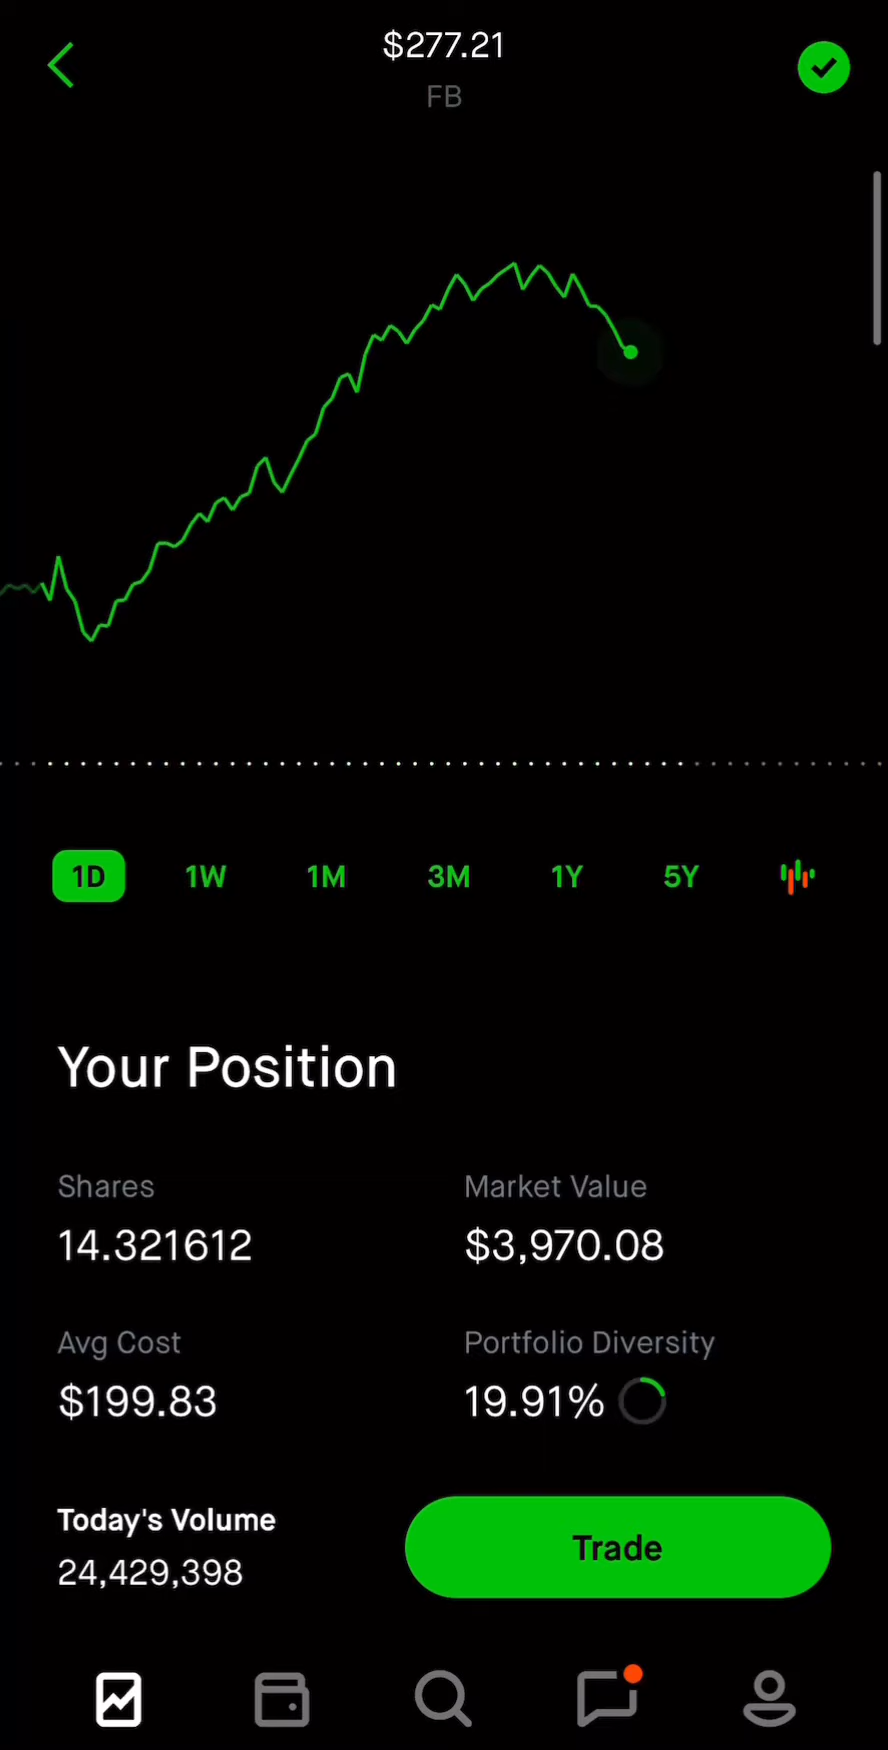 $277.21
FB
1D 1W 1M 3M 1Y 5Y
Your Position
Shares Market Value
14.321612 $3,970.08
Avg Cost Portfolio Diversity
$199.83 19.91%
Today's Volume
24,429,398
Trade